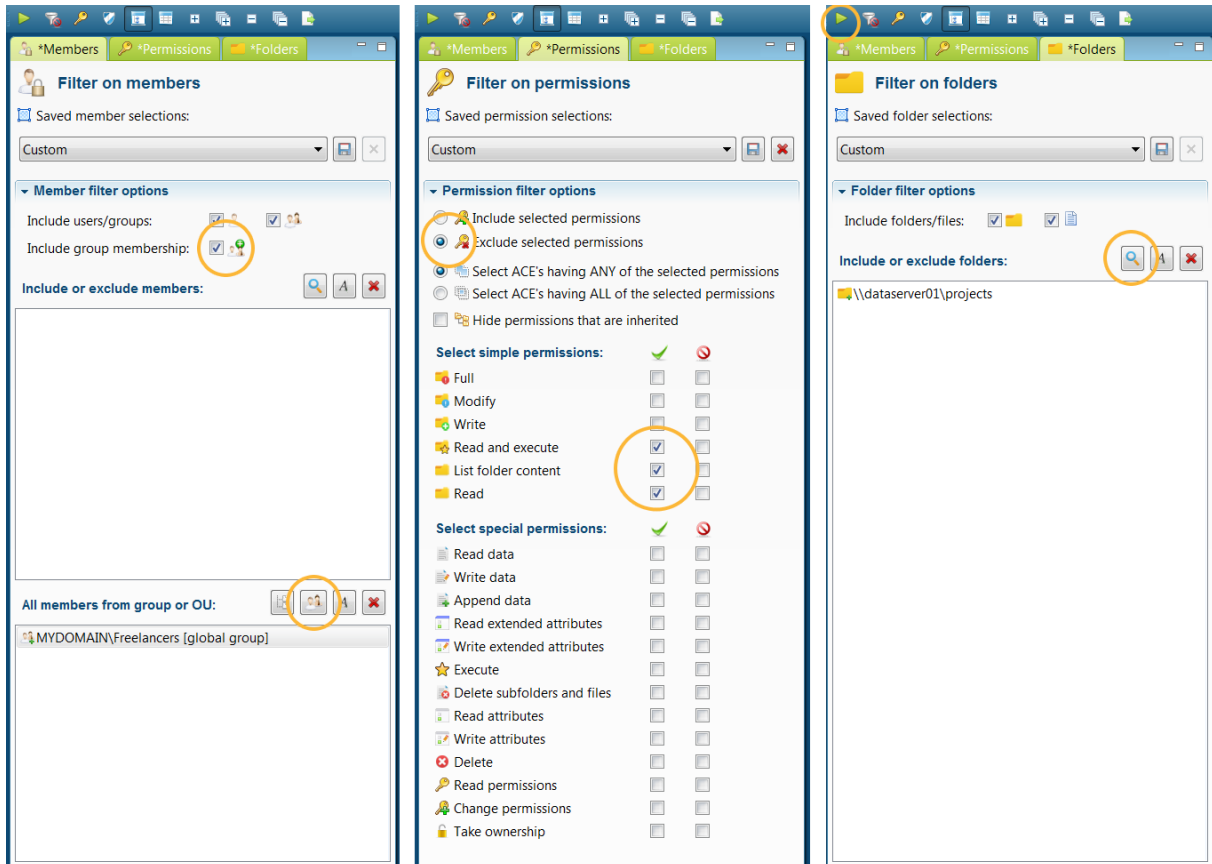 *Members
*Permissions
*Folders
Filter on members
Saved member selections:
Custom
Member filter options
Include users/groups:
Include group membership:
Include or exclude members:
A
All members from group or OU:
A
MYDOMAIN\Freelancers [global group]
*Members
*Permissions
*Folders
Filter on permissions
Saved permission selections:
Custom
Permission filter options
Include selected permissions
Exclude selected permissions
Select ACE's having ANY of the selected permissions
Select ACE's having ALL of the selected permissions
Hide permissions that are inherited
Select simple permissions:
Full
Modify
Write
Read and execute
List folder content
Read
Select special permissions:
Read data
Write data
Append data
Read extended attributes
Write extended attributes
Execute
Delete subfolders and files
Read attributes
Write attributes
Delete
Read permissions
Change permissions
Take ownership
*Members
*Permissions
*Folders
Filter on folders
Saved folder selections:
Custom
Folder filter options
Include folders/files:
Include or exclude folders:
A
\\dataserver01\projects